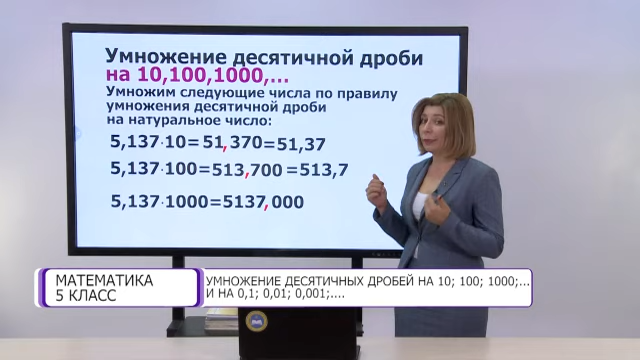 Умножение десятичной дроби
на 10,100,1000,...
Умножим следующие числа по правилу
умножения десятичной дроби
на натуральное число:
5,137·10=51,370=51,37
5,137·100=513,700=513,7
5,137·1000=5137,000
МАТЕМАТИКА
5 КЛАСС
УМНОЖЕНИЕ ДЕСЯТИЧНЫХ ДРОБЕЙ НА 10; 100; 1000;...
И НА 0,1; 0,01; 0,001;....